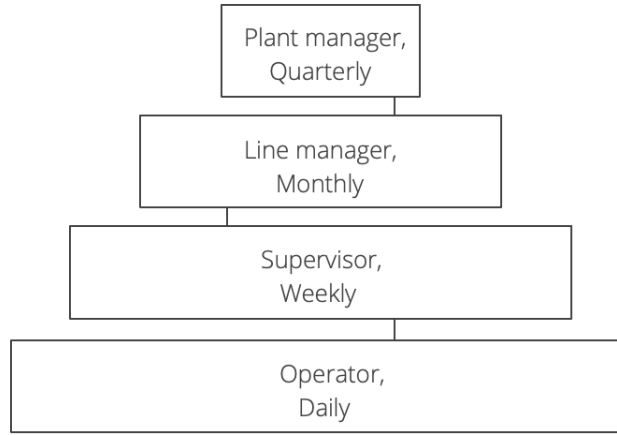 Plant manager,
Quarterly
Line manager,
Monthly
Supervisor,
Weekly
Operator,
Daily